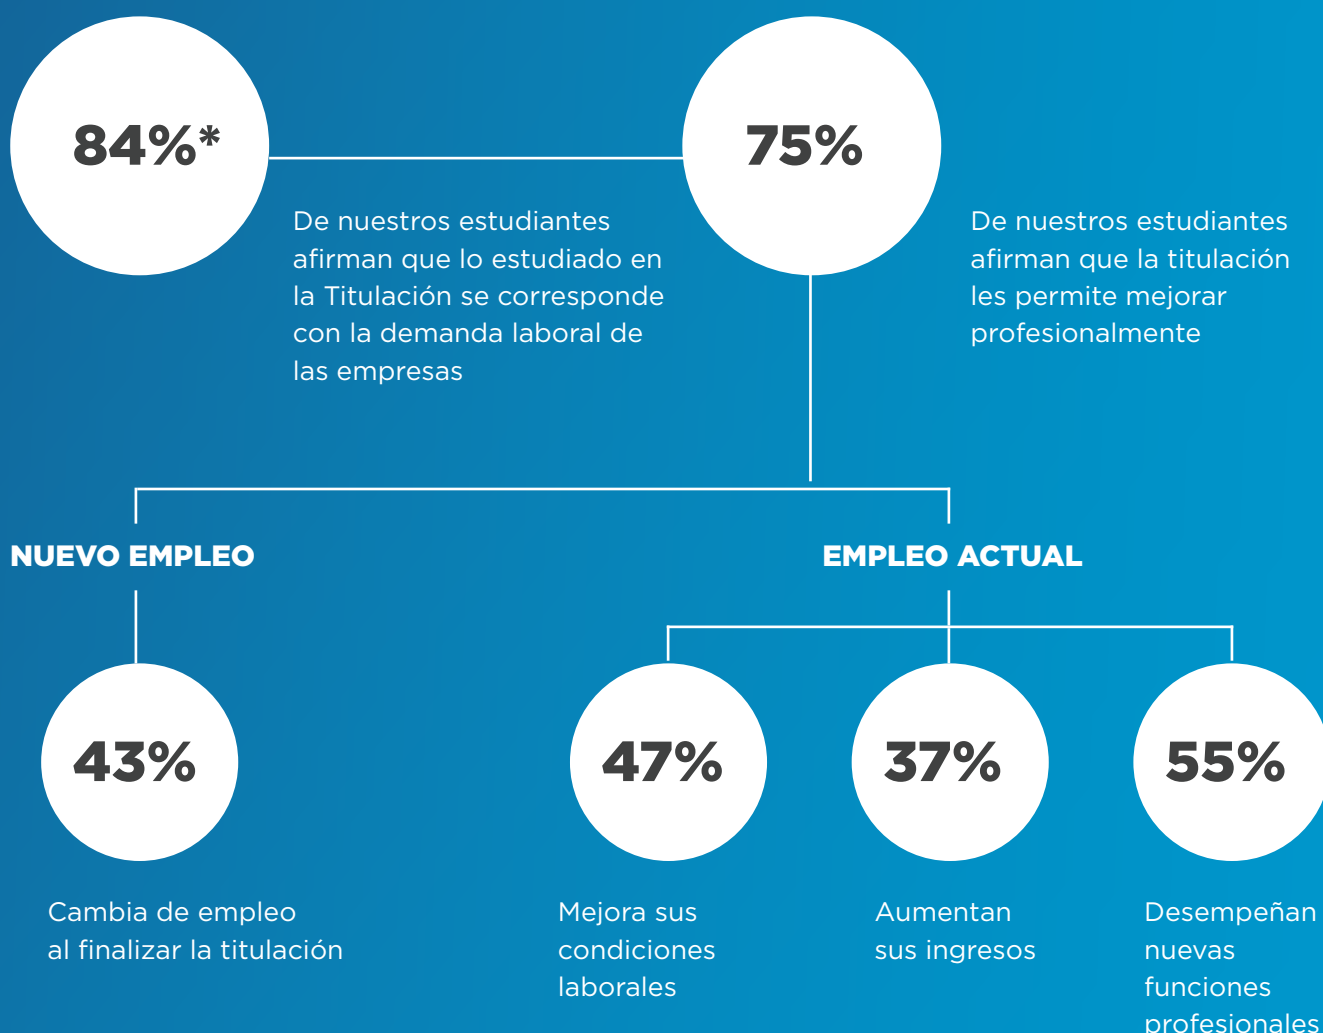 84%*
De nuestros estudiantes
afirman que lo estudiado en
la Titulación se corresponde
con la demanda laboral de
las empresas
75%
De nuestros estudiantes
afirman que la titulación
les permite mejorar
profesionalmente
NUEVO EMPLEO
43%
Cambia de empleo
al finalizar la titulación
EMPLEO ACTUAL
47%
Mejora sus
condiciones
laborales
37%
Aumentan
sus ingresos
55%
Desempeñan
nuevas
funciones
profesionales